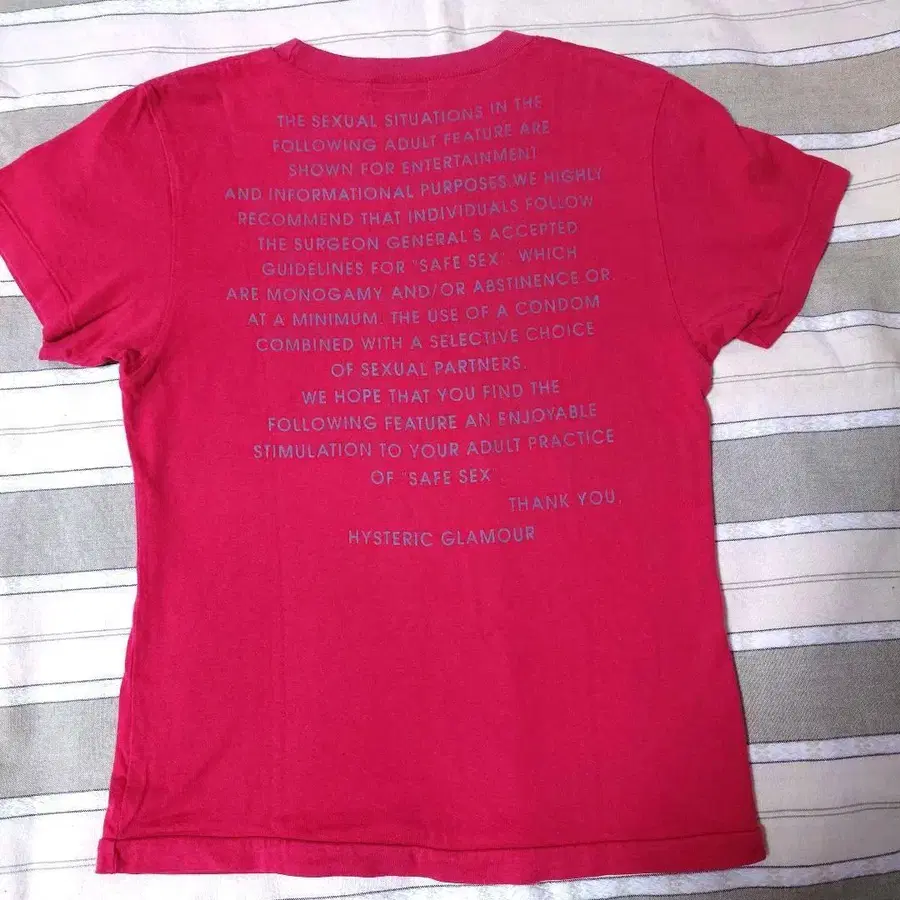 THE SEXUAL SITUATIONS IN THE
FOLLOWING ADULT FEATURE ARE
SHOWN FOR ENTERTAINMENT
AND INFORMATIONAL PURPOSES.WE HIGHLY
RECOMMEND THAT INDIVIDUALS FOLLOW
THE SURGEON GENERAL'S ACCEPTED
GUIDELINES FOR "SAFE SEX". WHICH
ARE MONOGAMY AND/OR ABSTINENCE OR.
AT A MINIMUM. THE USE OF A CONDOM
COMBINED WITH A SELECTIVE CHOICE
OF SEXUAL PARTNERS.
WE HOPE THAT YOU FIND THE
FOLLOWING FEATURE AN ENJOYABLE
STIMULATION TO YOUR ADULT PRACTICE
OF "SAFE SEX".
THANK YOU.
HYSTERIC GLAMOUR